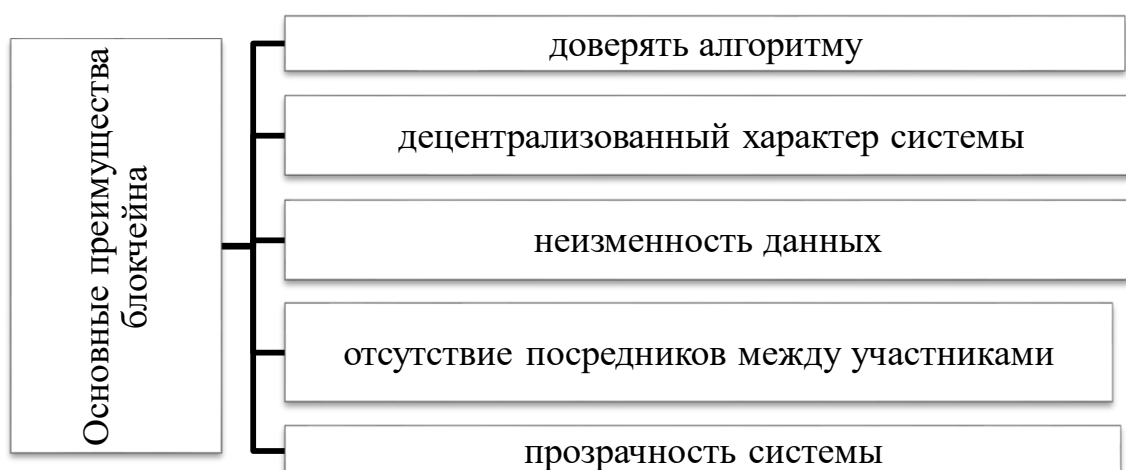 Основные преимущества
блокчейна
доверять алгоритму
децентрализованный характер системы
неизменность данных
отсутствие посредников между участниками
прозрачность системы